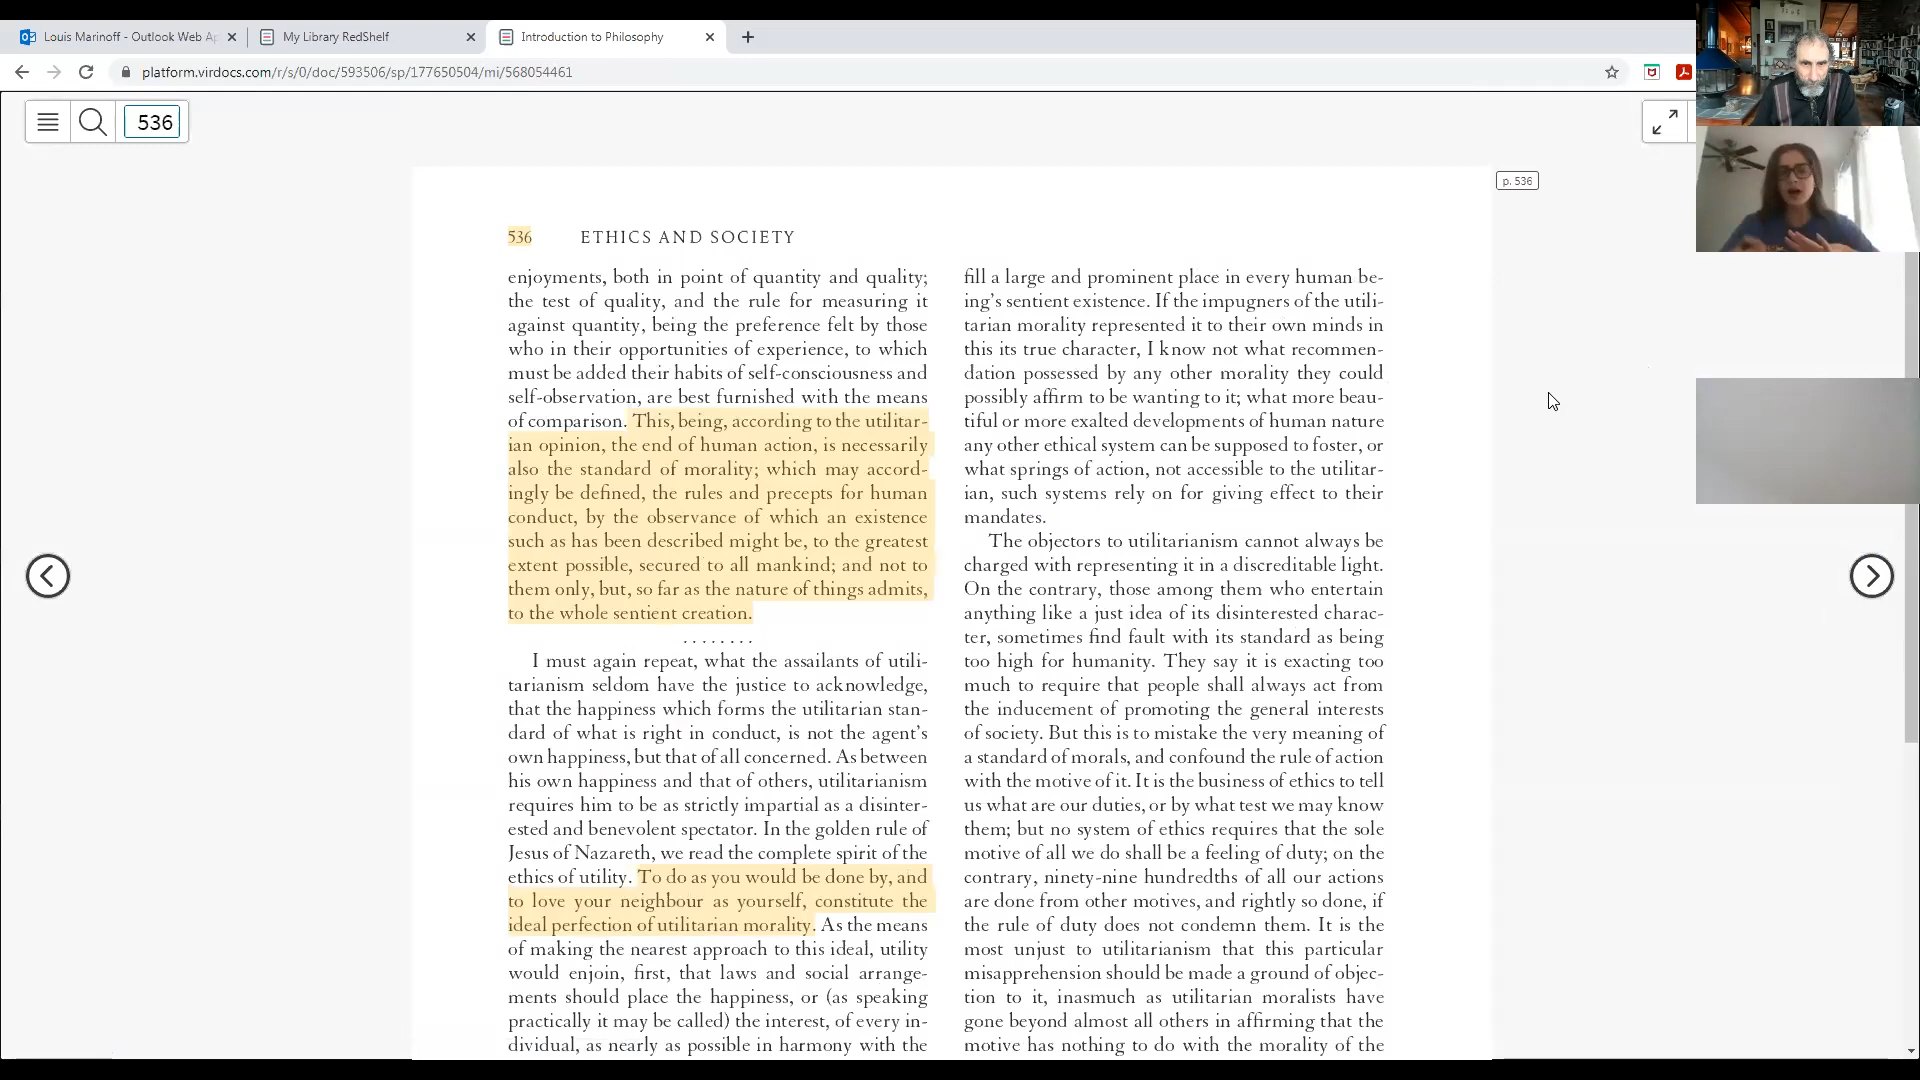 Louis Marinoff - Outlook Web Ap
My Library RedShelf
Introduction to Philosophy
platform.virdocs.com/r/s/0/doc/593506/sp/177650504/mi/568054461
536
p. 536
536 ETHICS AND SOCIETY
enjoyments, both in point of quantity and quality;
the test of quality, and the rule for measuring it
against quantity, being the preference felt by those
who in their opportunities of experience, to which
must be added their habits of self-consciousness and
self-observation, are best furnished with the means
of comparison. This, being, according to the utilitar-
ian opinion, the end of human action, is necessarily
also the standard of morality; which may accord-
ingly be defined, the rules and precepts for human
conduct, by the observance of which an existence
such as has been described might be, to the greatest
extent possible, secured to all mankind; and not to
them only, but, so far as the nature of things admits,
to the whole sentient creation.
. . . . . . . .
I must again repeat, what the assailants of utili-
tarianism seldom have the justice to acknowledge,
that the happiness which forms the utilitarian stan-
dard of what is right in conduct, is not the agent's
own happiness, but that of all concerned. As between
his own happiness and that of others, utilitarianism
requires him to be as strictly impartial as a disinter-
ested and benevolent spectator. In the golden rule of
Jesus of Nazareth, we read the complete spirit of the
ethics of utility. To do as you would be done by, and
to love your neighbour as yourself, constitute the
ideal perfection of utilitarian morality. As the means
of making the nearest approach to this ideal, utility
would enjoin, first, that laws and social arrange-
ments should place the happiness, or (as speaking
practically it may be called) the interest, of every in-
dividual, as nearly as possible in harmony with the
fill a large and prominent place in every human be-
ing's sentient existence. If the impugners of the utili-
tarian morality represented it to their own minds in
this its true character, I know not what recommen-
dation possessed by any other morality they could
possibly affirm to be wanting to it; what more beau-
tiful or more exalted developments of human nature
any other ethical system can be supposed to foster, or
what springs of action, not accessible to the utilitar-
ian, such systems rely on for giving effect to their
mandates.
The objectors to utilitarianism cannot always be
charged with representing it in a discreditable light.
On the contrary, those among them who entertain
anything like a just idea of its disinterested charac-
ter, sometimes find fault with its standard as being
too high for humanity. They say it is exacting too
much to require that people shall always act from
the inducement of promoting the general interests
of society. But this is to mistake the very meaning of
a standard of morals, and confound the rule of action
with the motive of it. It is the business of ethics to tell
us what are our duties, or by what test we may know
them; but no system of ethics requires that the sole
motive of all we do shall be a feeling of duty; on the
contrary, ninety-nine hundredths of all our actions
are done from other motives, and rightly so done, if
the rule of duty does not condemn them. It is the
most unjust to utilitarianism that this particular
misapprehension should be made a ground of objec-
tion to it, inasmuch as utilitarian moralists have
gone beyond almost all others in affirming that the
motive has nothing to do with the morality of the